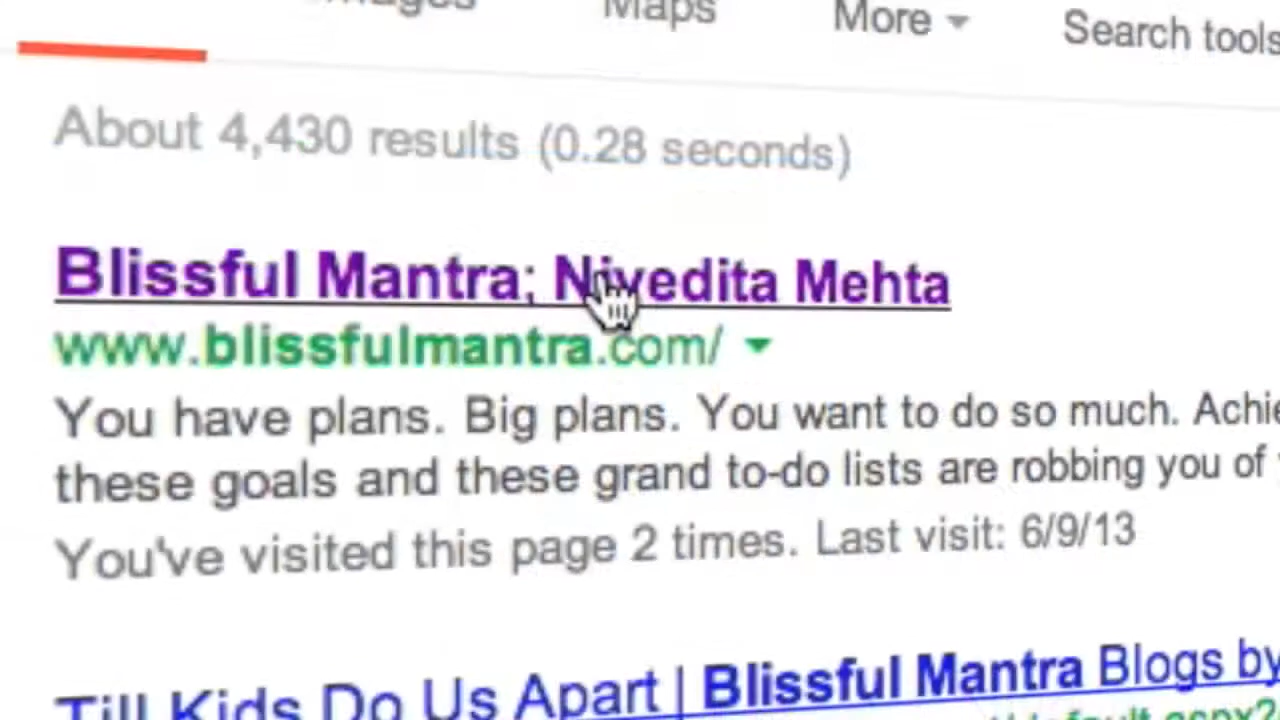 Images Maps More Search tools
About 4,430 results (0.28 seconds)
Blissful Mantra; Nivedita Mehta
www.blissfulmantra.com/
You have plans. Big plans. You want to do so much. Achie
these goals and these grand to-do lists are robbing you of
You've visited this page 2 times. Last visit: 6/9/13
Till Kids Do Us Apart | Blissful Mantra Blogs by